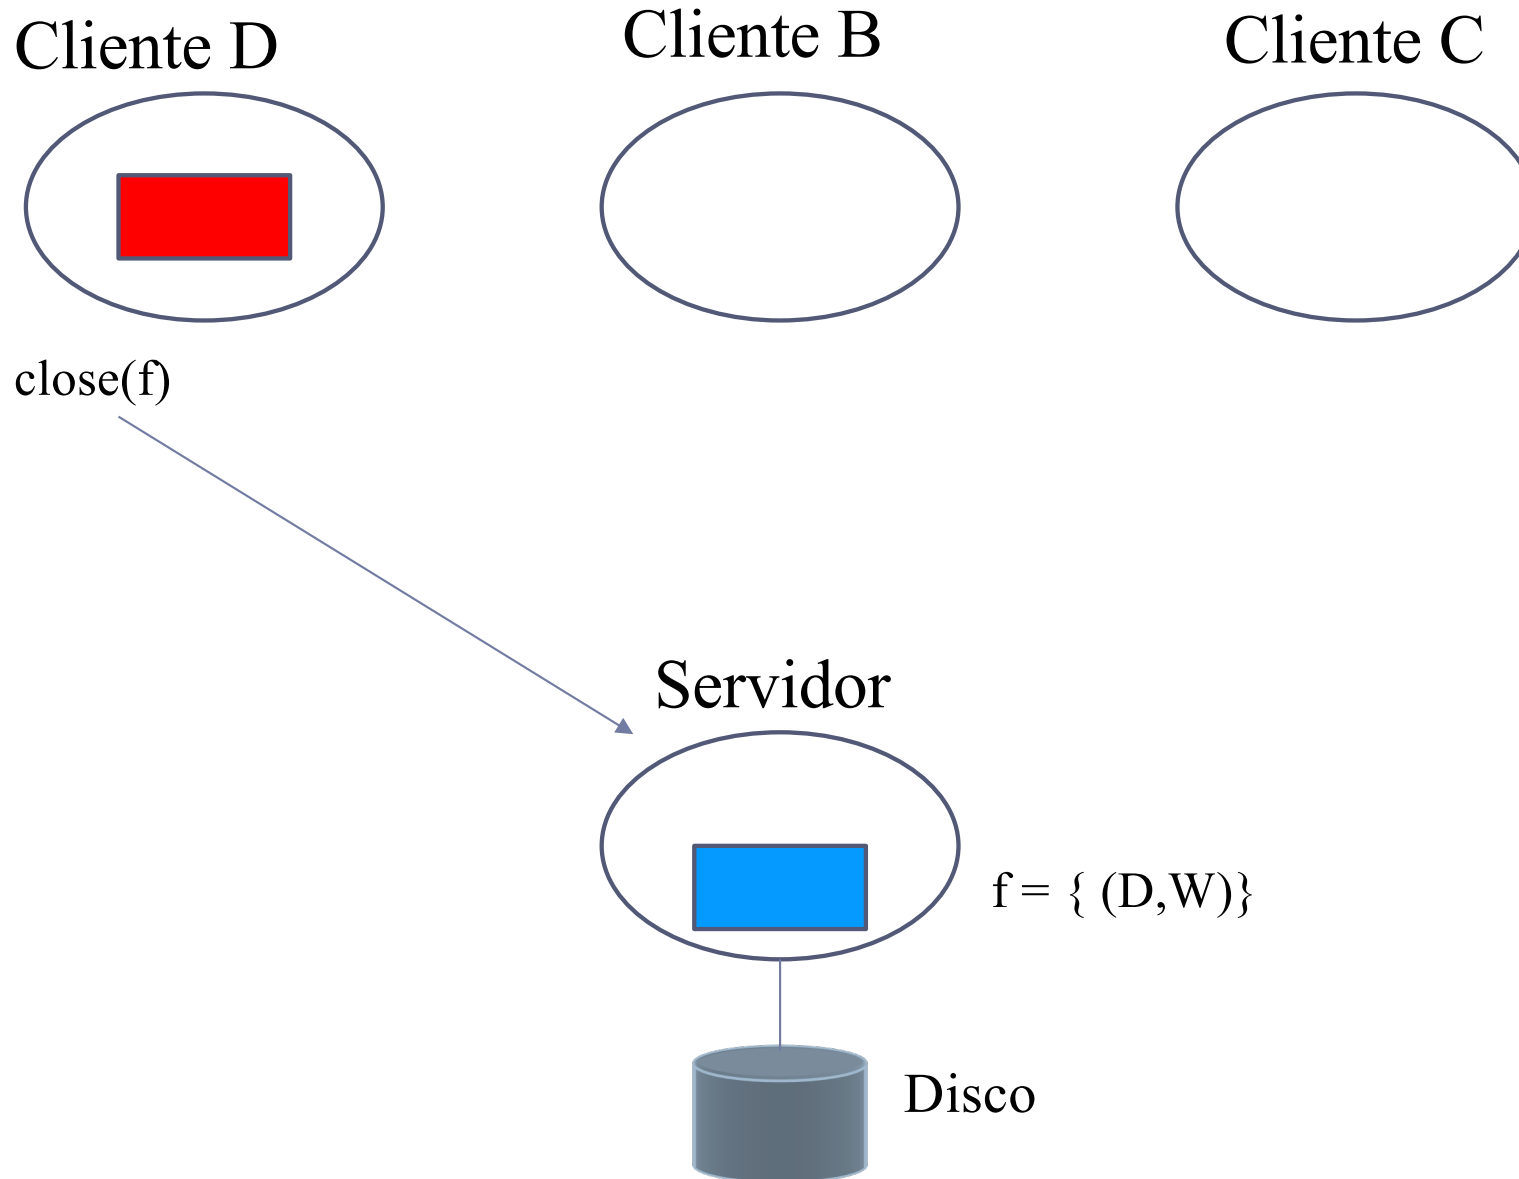 Cliente D
Cliente B
Cliente C
close(f)
Servidor
f = { (D,W)}
Disco